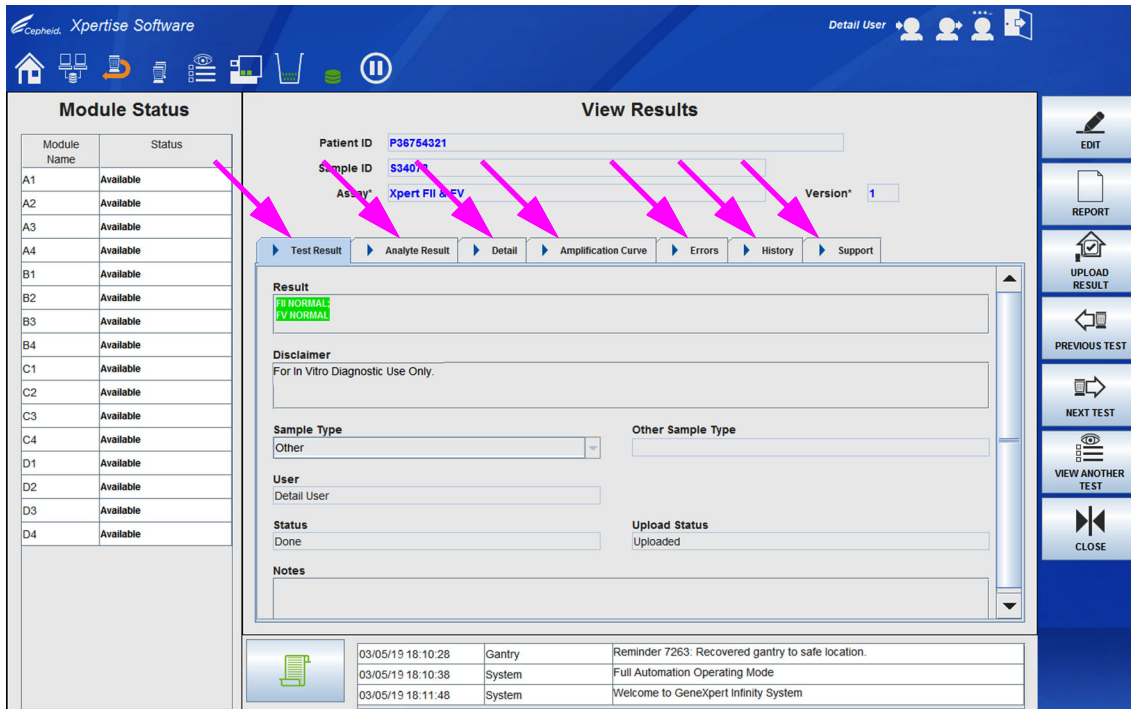 Cepheid. Xpertise Software
Detail User
Module Status
Module Name
Status
A1 Available
A2 Available
A3 Available
A4 Available
B1 Available
B2 Available
B3 Available
B4 Available
C1 Available
C2 Available
C3 Available
C4 Available
D1 Available
D2 Available
D3 Available
D4 Available
View Results
Patient ID P36754321
Sample ID
Assay* Xpert FII & FV Version* 1
Test Result Analyte Result Detail Amplification Curve Errors History Support
Result
FII NORMAL;
FV NORMAL
Disclaimer
For In Vitro Diagnostic Use Only.
Sample Type Other Sample Type
Other
User
Detail User
Status Upload Status
Done Uploaded
Notes
03/05/19 18:10:28 Gantry Reminder 7263: Recovered gantry to safe location.
03/05/19 18:10:38 System Full Automation Operating Mode
03/05/19 18:11:48 System Welcome to GeneXpert Infinity System
EDIT
REPORT
UPLOAD
RESULT
PREVIOUS TEST
NEXT TEST
VIEW ANOTHER
TEST
CLOSE